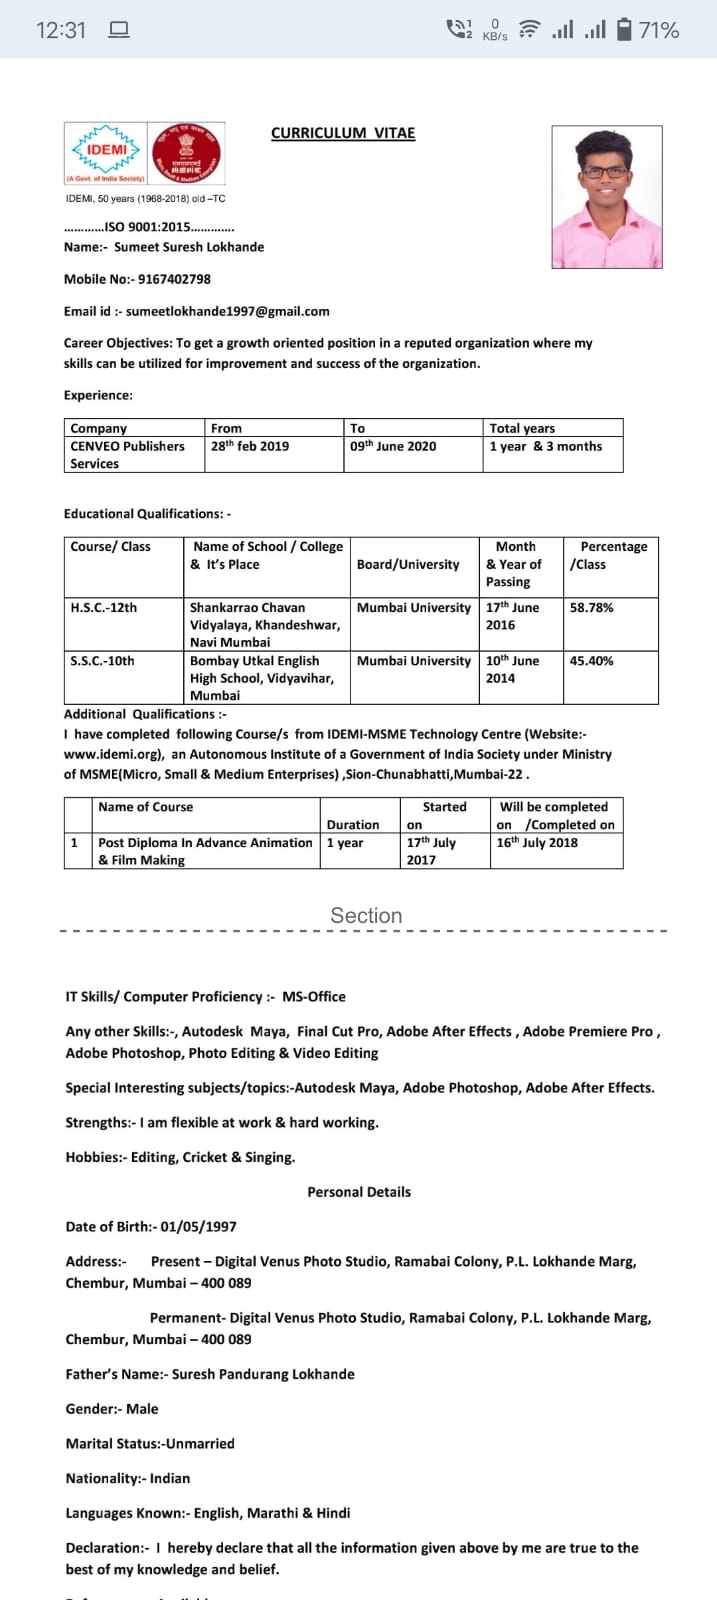 12:31
0
KB/s
71%
CURRICULUM VITAE
IDEMI
(A Govt. of India Society)
IDEMI, 50 years (1968-2018) old –TC
............ISO 9001:2015.............
Name:- Sumeet Suresh Lokhande
Mobile No:- 9167402798
Email id :- sumeetlokhande1997@gmail.com
Career Objectives: To get a growth oriented position in a reputed organization where my
skills can be utilized for improvement and success of the organization.
Experience:
Company From To Total years
CENVEO Publishers 28th feb 2019 09th June 2020 1 year & 3 months
Services
Educational Qualifications: -
Course/ Class Name of School / College Month Percentage
& It's Place Board/University & Year of /Class
Passing
H.S.C.-12th Shankarrao Chavan Mumbai University 17th June 58.78%
Vidyalaya, Khandeshwar, 2016
Navi Mumbai
S.S.C.-10th Bombay Utkal English Mumbai University 10th June 45.40%
High School, Vidyavihar, 2014
Mumbai
Additional Qualifications :-
I have completed following Course/s from IDEMI-MSME Technology Centre (Website:-
www.idemi.org), an Autonomous Institute of a Government of India Society under Ministry
of MSME(Micro, Small & Medium Enterprises) ,Sion-Chunabhatti,Mumbai-22 .
Name of Course Started Will be completed
Duration on on /Completed on
1 Post Diploma In Advance Animation 1 year 17th July 16th July 2018
& Film Making 2017
Section
IT Skills/ Computer Proficiency :- MS-Office
Any other Skills:-, Autodesk Maya, Final Cut Pro, Adobe After Effects , Adobe Premiere Pro ,
Adobe Photoshop, Photo Editing & Video Editing
Special Interesting subjects/topics:-Autodesk Maya, Adobe Photoshop, Adobe After Effects.
Strengths:- I am flexible at work & hard working.
Hobbies:- Editing, Cricket & Singing.
Personal Details
Date of Birth:- 01/05/1997
Address:- Present – Digital Venus Photo Studio, Ramabai Colony, P.L. Lokhande Marg,
Chembur, Mumbai – 400 089
Permanent- Digital Venus Photo Studio, Ramabai Colony, P.L. Lokhande Marg,
Chembur, Mumbai – 400 089
Father's Name:- Suresh Pandurang Lokhande
Gender:- Male
Marital Status:-Unmarried
Nationality:- Indian
Languages Known:- English, Marathi & Hindi
Declaration:- I hereby declare that all the information given above by me are true to the
best of my knowledge and belief.